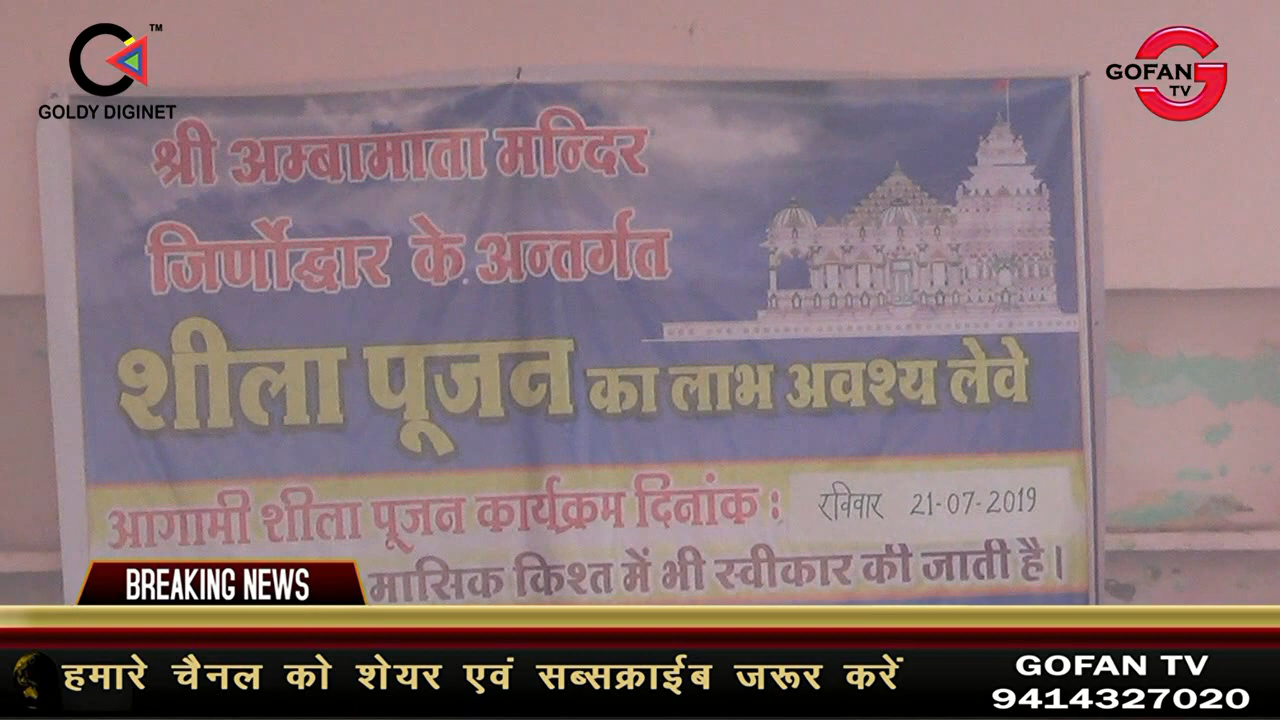 TM
GOLDY DIGINET
GOFAN
TV
श्री अम्बामाता मन्दिर
जिर्णोद्धार के अन्तर्गत
शीला पूजन का लाभ अवश्य लेवे
आगामी शीला पूजन कार्यक्रम दिनांक : रविवार 21-07-2019
मासिक किश्त में भी स्वीकार की जाती है।
BREAKING NEWS
हमारे चैनल को शेयर एवं सब्सक्राईब जरूर करें
GOFAN TV
9414327020